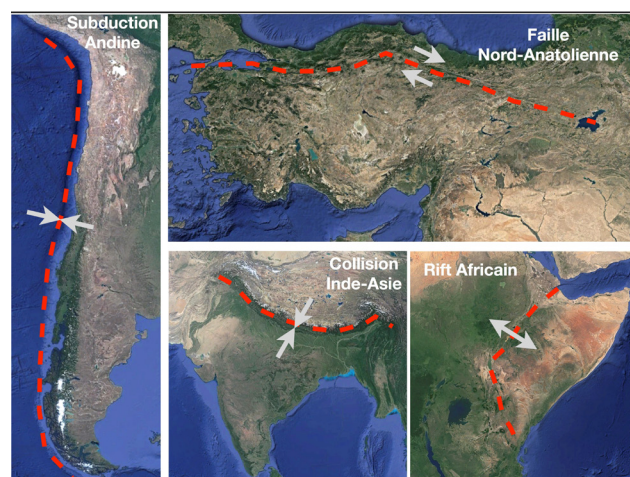 Subduction
Andine
Faille
Nord-Anatolienne
Collision
Inde-Asie
Rift Africain